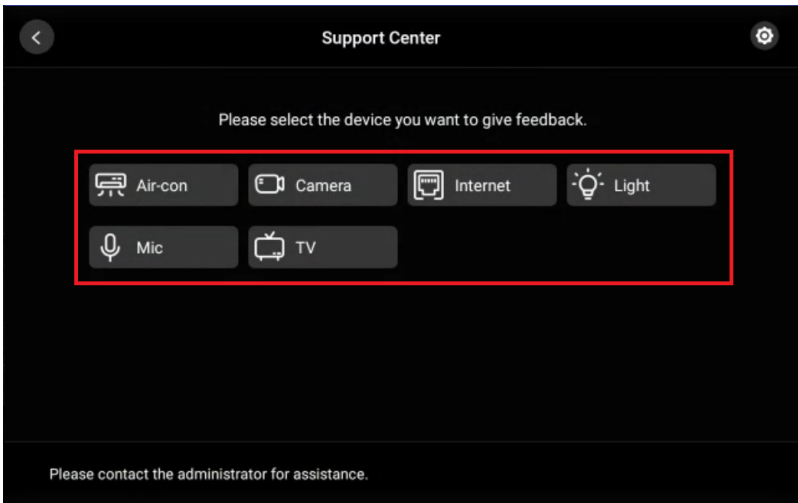 Support Center
Please select the device you want to give feedback.
Air-con Camera Internet Light
Mic TV
Please contact the administrator for assistance.